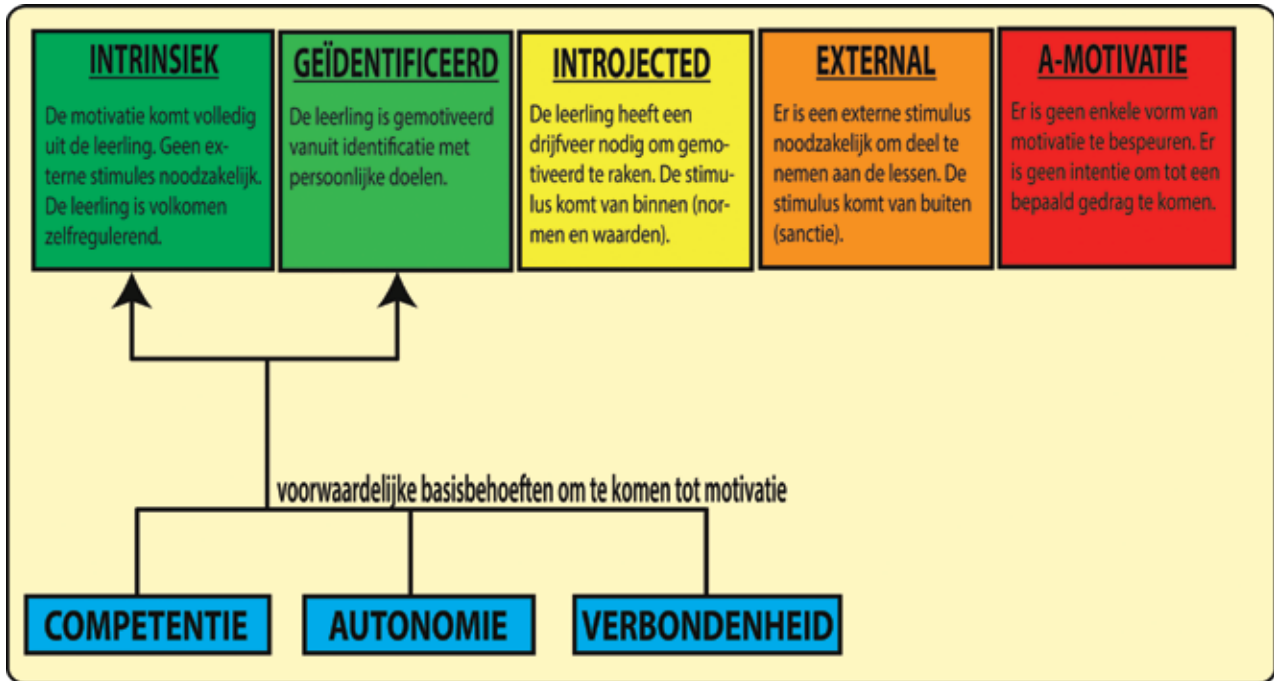 INTRINSIEK
De motivatie komt volledig
uit de leerling. Geen ex-
terne stimules noodzakelijk.
De leerling is volkomen
zelfregulerend.
GEÏDENTIFICEERD
De leerling is gemotiveerd
vanuit identificatie met
persoonlijke doelen.
INTROJECTED
De leerling heeft een
drijfveer nodig om gemo-
tiveerd te raken. De stimu-
lus komt van binnen (nor-
men en waarden).
EXTERNAL
Er is een externe stimulus
noodzakelijk om deel te
nemen aan de lessen. De
stimulus komt van buiten
(sanctie).
A-MOTIVATIE
Er is geen enkele vorm van
motivatie te bespeuren. Er
is geen intentie om tot een
bepaald gedrag te komen.
voorwaardelijke basisbehoeften om te komen tot motivatie
COMPETENTIE
AUTONOMIE
VERBONDENHEID